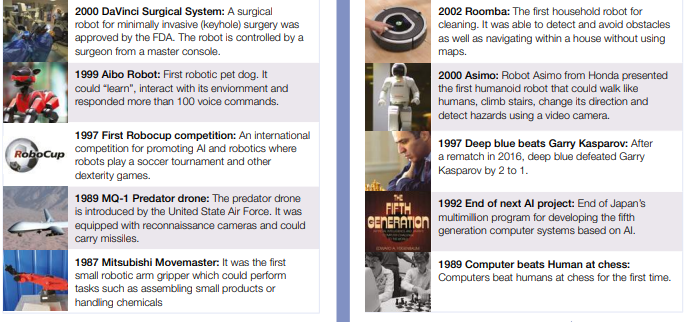 2000 DaVinci Surgical System: A surgical
robot for minimally invasive (keyhole) surgery was
approved by the FDA. The robot is controlled by a
surgeon from a master console.
1999 Aibo Robot: First robotic pet dog. It
could “learn”, interact with its enviorment and
responded more than 100 voice commands.
RoboCup
1997 First Robocup competition: An international
competition for promoting AI and robotics where
robots play a soccer tournament and other
dexterity games.
1989 MQ-1 Predator drone: The predator drone
is introduced by the United State Air Force. It was
equipped with reconnaissance cameras and could
carry missiles.
1987 Mitsubishi Movemaster: It was the first
small robotic arm gripper which could perform
tasks such as assembling small products or
handling chemicals
2002 Roomba: The first household robot for
cleaning. It was able to detect and avoid obstacles
as well as navigating within a house without using
maps.
2000 Asimo: Robot Asimo from Honda presented
the first humanoid robot that could walk like
humans, climb stairs, change its direction and
detect hazards using a video camera.
1997 Deep blue beats Garry Kasparov: After
a rematch in 2016, deep blue defeated Garry
Kasparov by 2 to 1.
THE
FIFTH
GENERATION
1992 End of next AI project: End of Japan’s
multimillion program for developing the fifth
generation computer systems based on AI.
1989 Computer beats Human at chess:
Computers beat humans at chess for the first time.